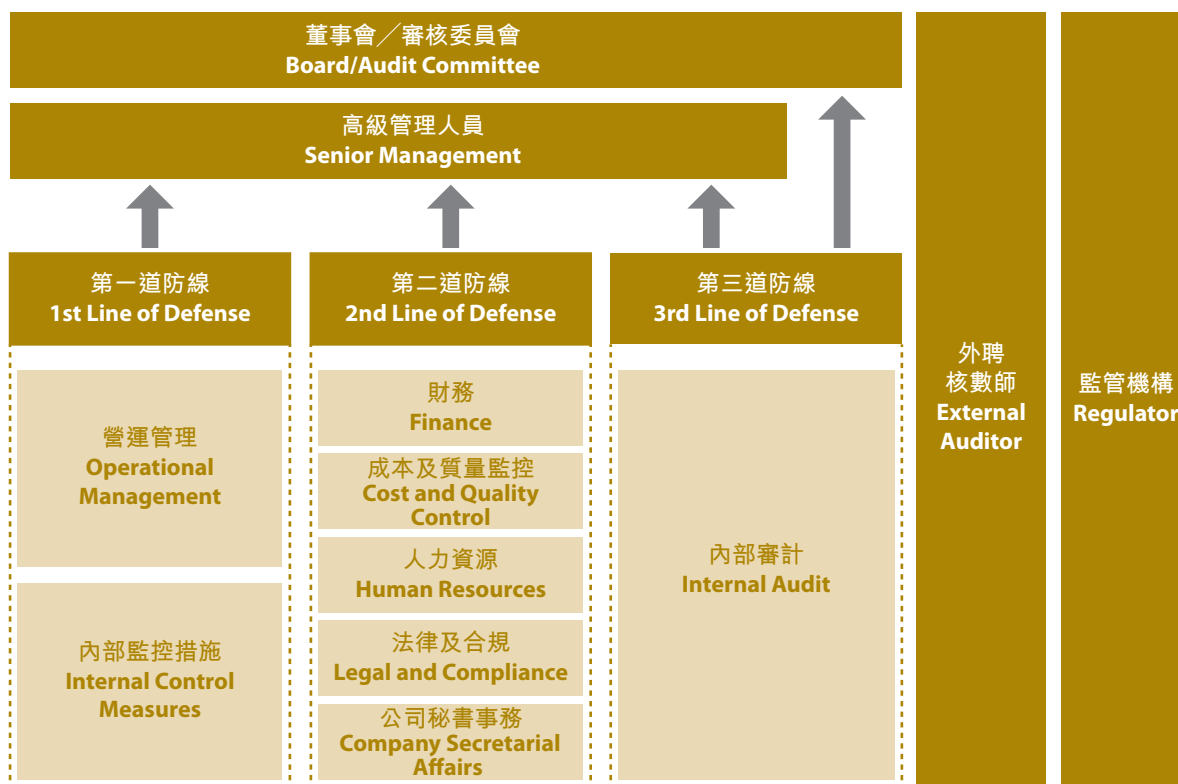 董事會／審核委員會
Board/Audit Committee
高級管理人員
Senior Management
第一道防線
1st Line of Defense
營運管理
Operational
Management
內部監控措施
Internal Control
Measures
第二道防線
2nd Line of Defense
財務
Finance
成本及質量監控
Cost and Quality
Control
人力資源
Human Resources
法律及合規
Legal and Compliance
公司秘書事務
Company Secretarial
Affairs
第三道防線
3rd Line of Defense
內部審計
Internal Audit
外聘
核數師
External
Auditor
監管機構
Regulator